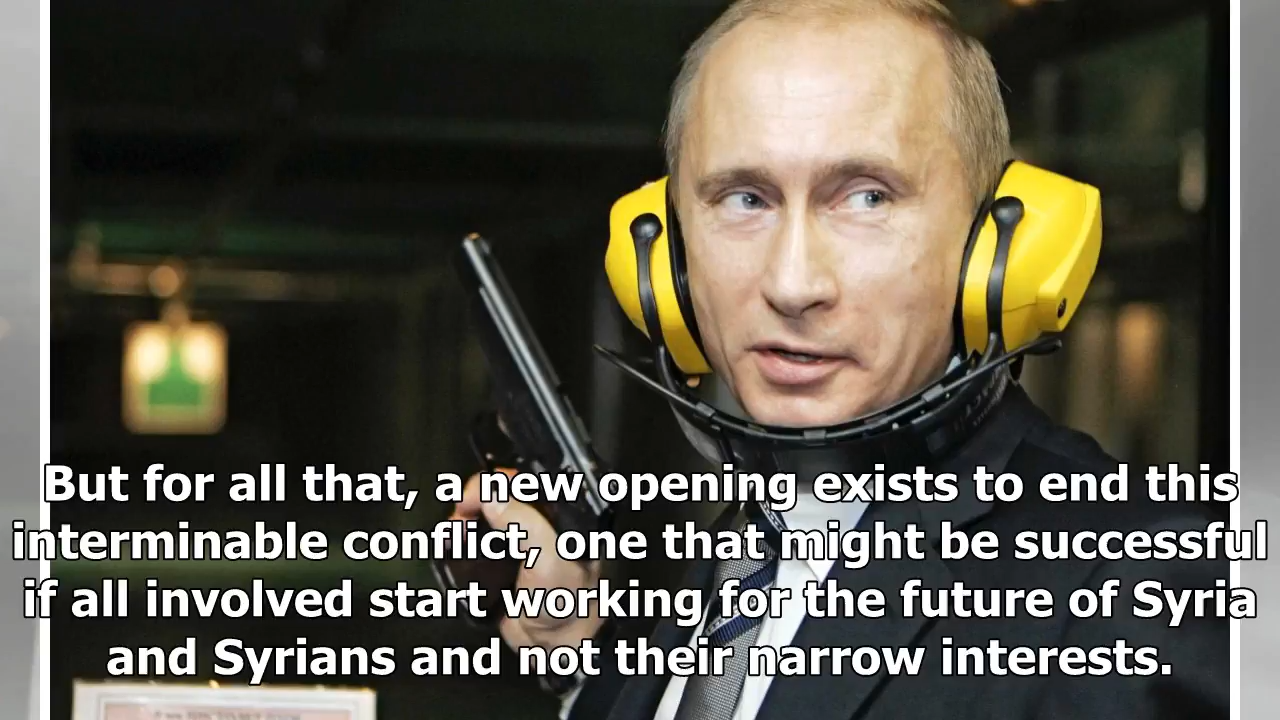 But for all that, a new opening exists to end this
interminable conflict, one that might be successful
if all involved start working for the future of Syria
and Syrians and not their narrow interests.